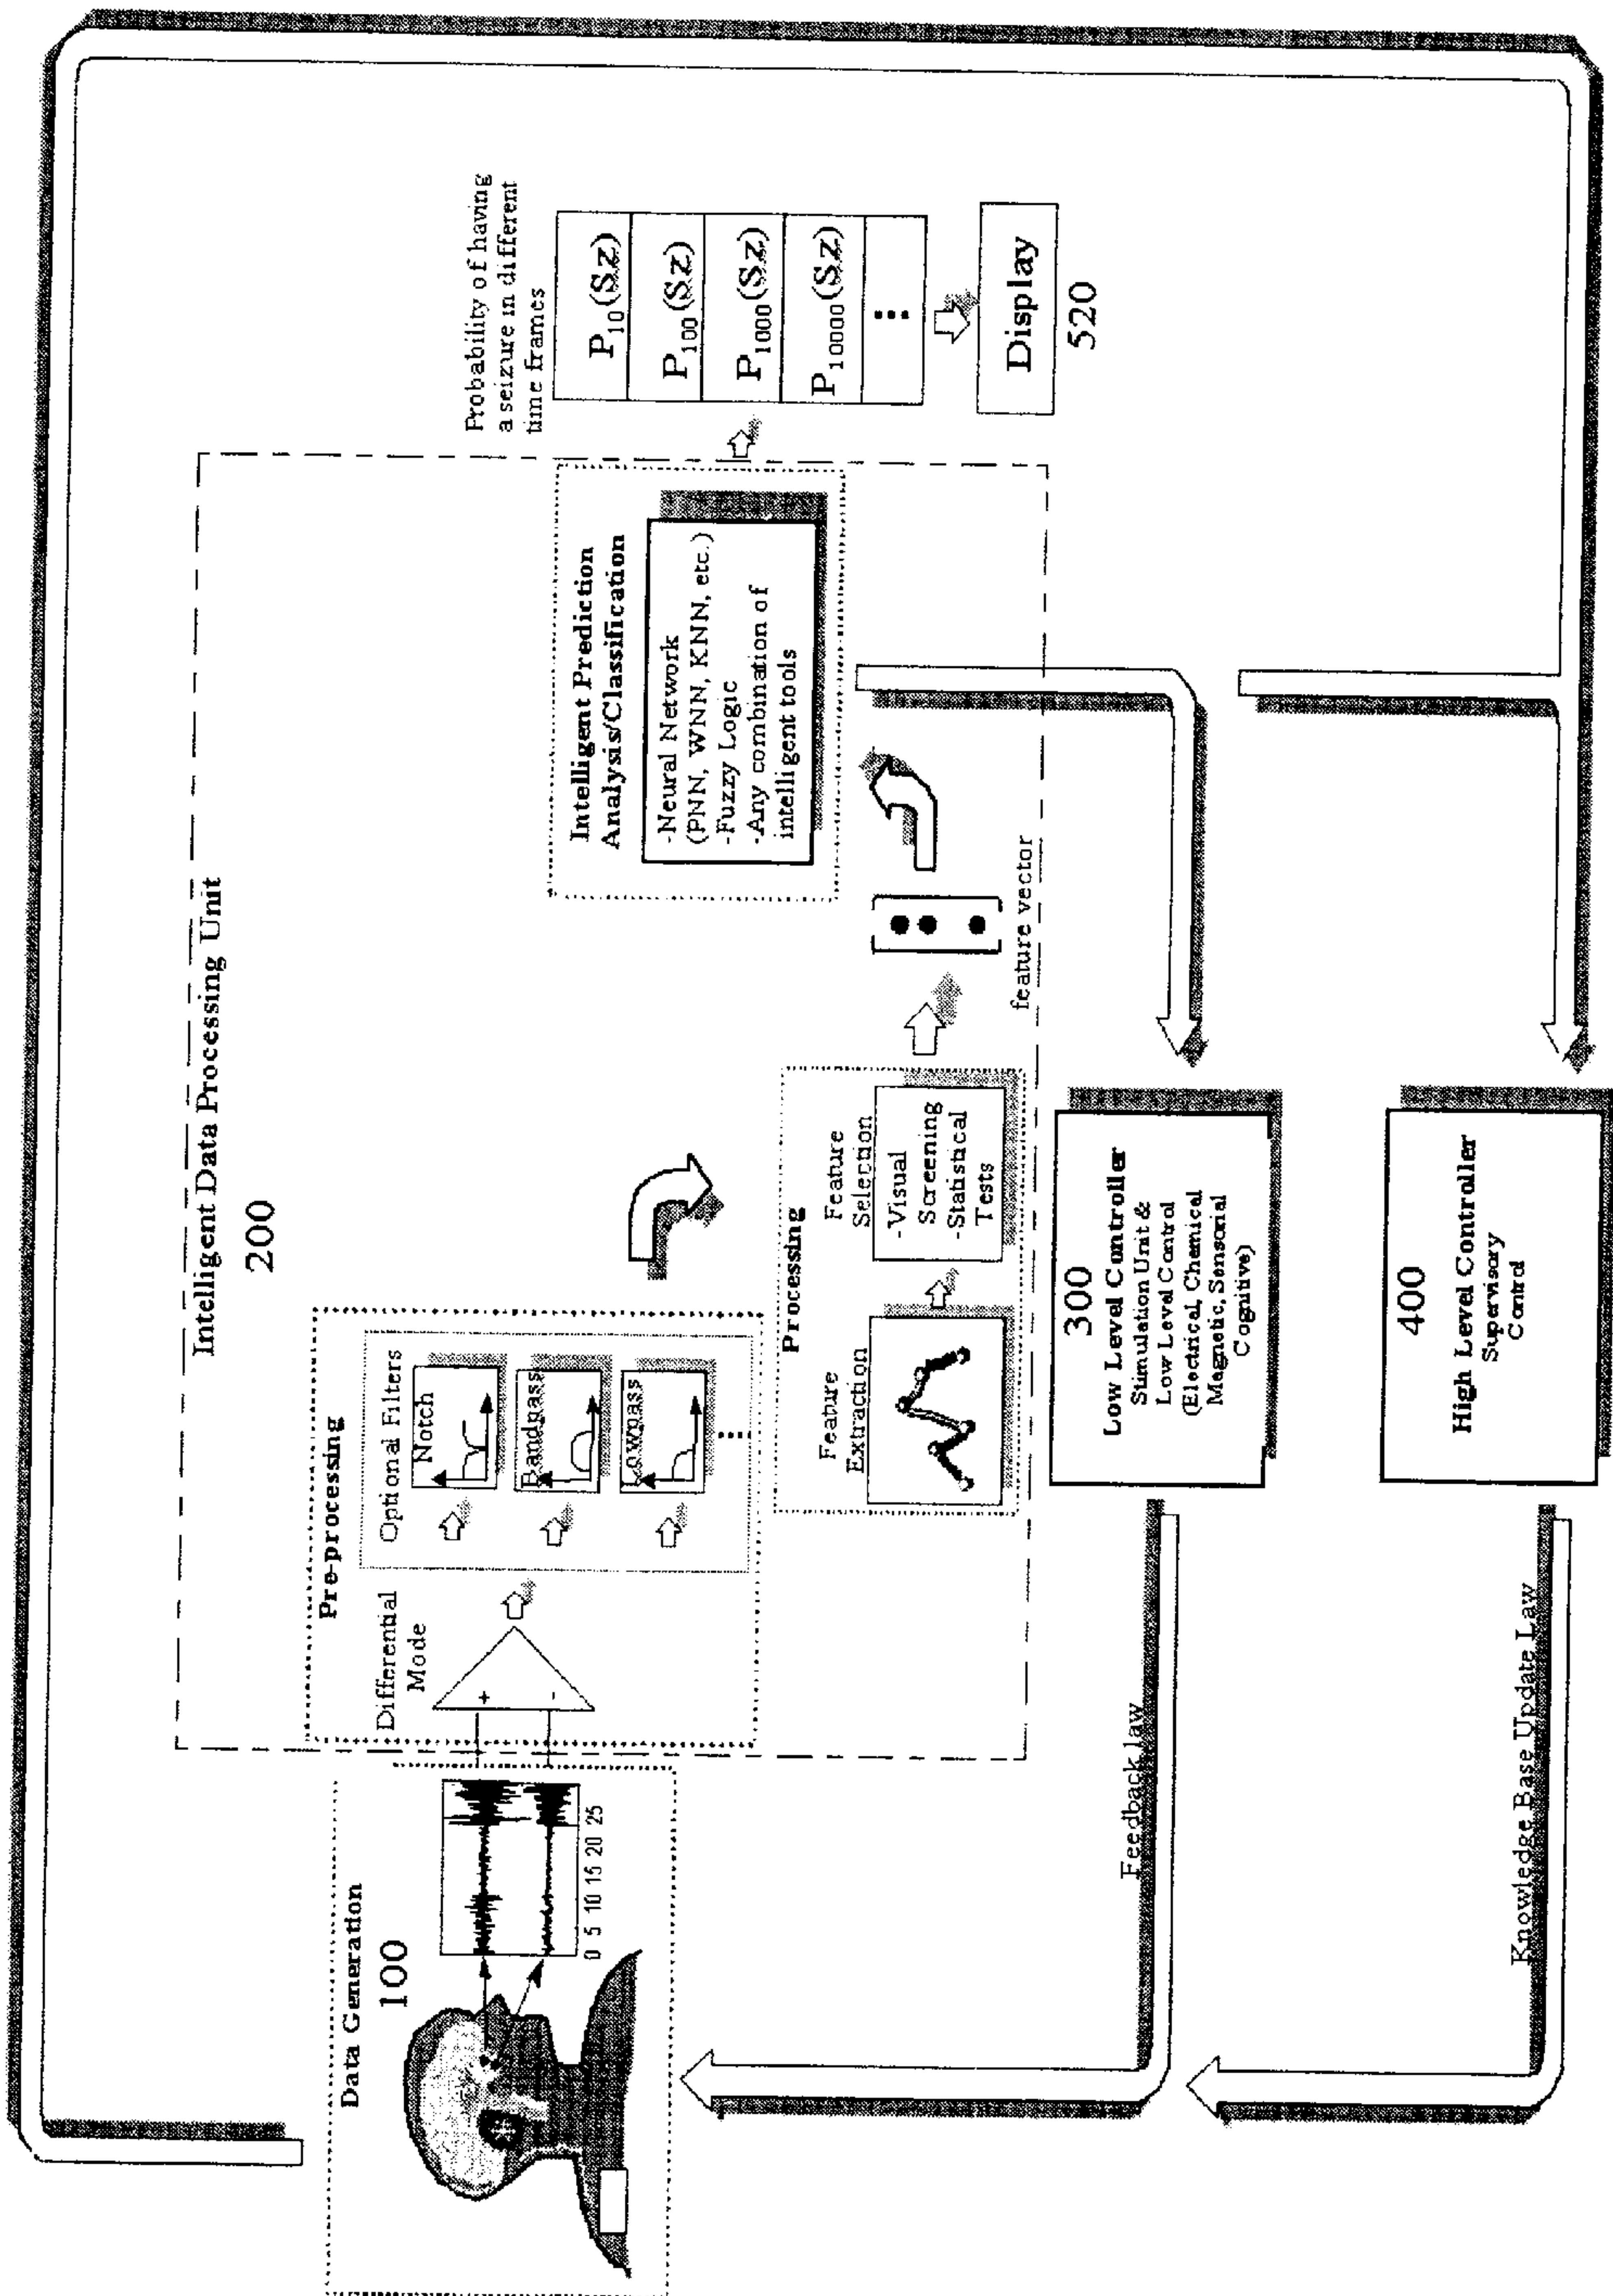 Intelligent Data Processing Unit
200
Data Generation
100
0 5 10 15 20 25
Pre-processing
Differential
Mode
+
-
Optional Filters
Notch
Bandpass
Lowpass
Processing
Feature
Extraction
Feature
Selection
-Visual
Screening
-Statistical
Tests
feature vector
Intelligent Prediction
Analysis/Classification
-Neural Network
(PNN, WNN, KNN, etc.)
-Fuzzy Logic
-Any combination of
intelligent tools
Probability of having
a seizure in different
time frames
P10(Sz)
P100(Sz)
P1000(Sz)
P10000(Sz)
Display
520
300
Low Level Controller
Stimulation Unit &
Low Level Control
(Electrical, Chemical
Magnetic, Sensorial
Cognitive)
400
High Level Controller
Supervisory
Control
Feedback law
Knowledge Base Update Law